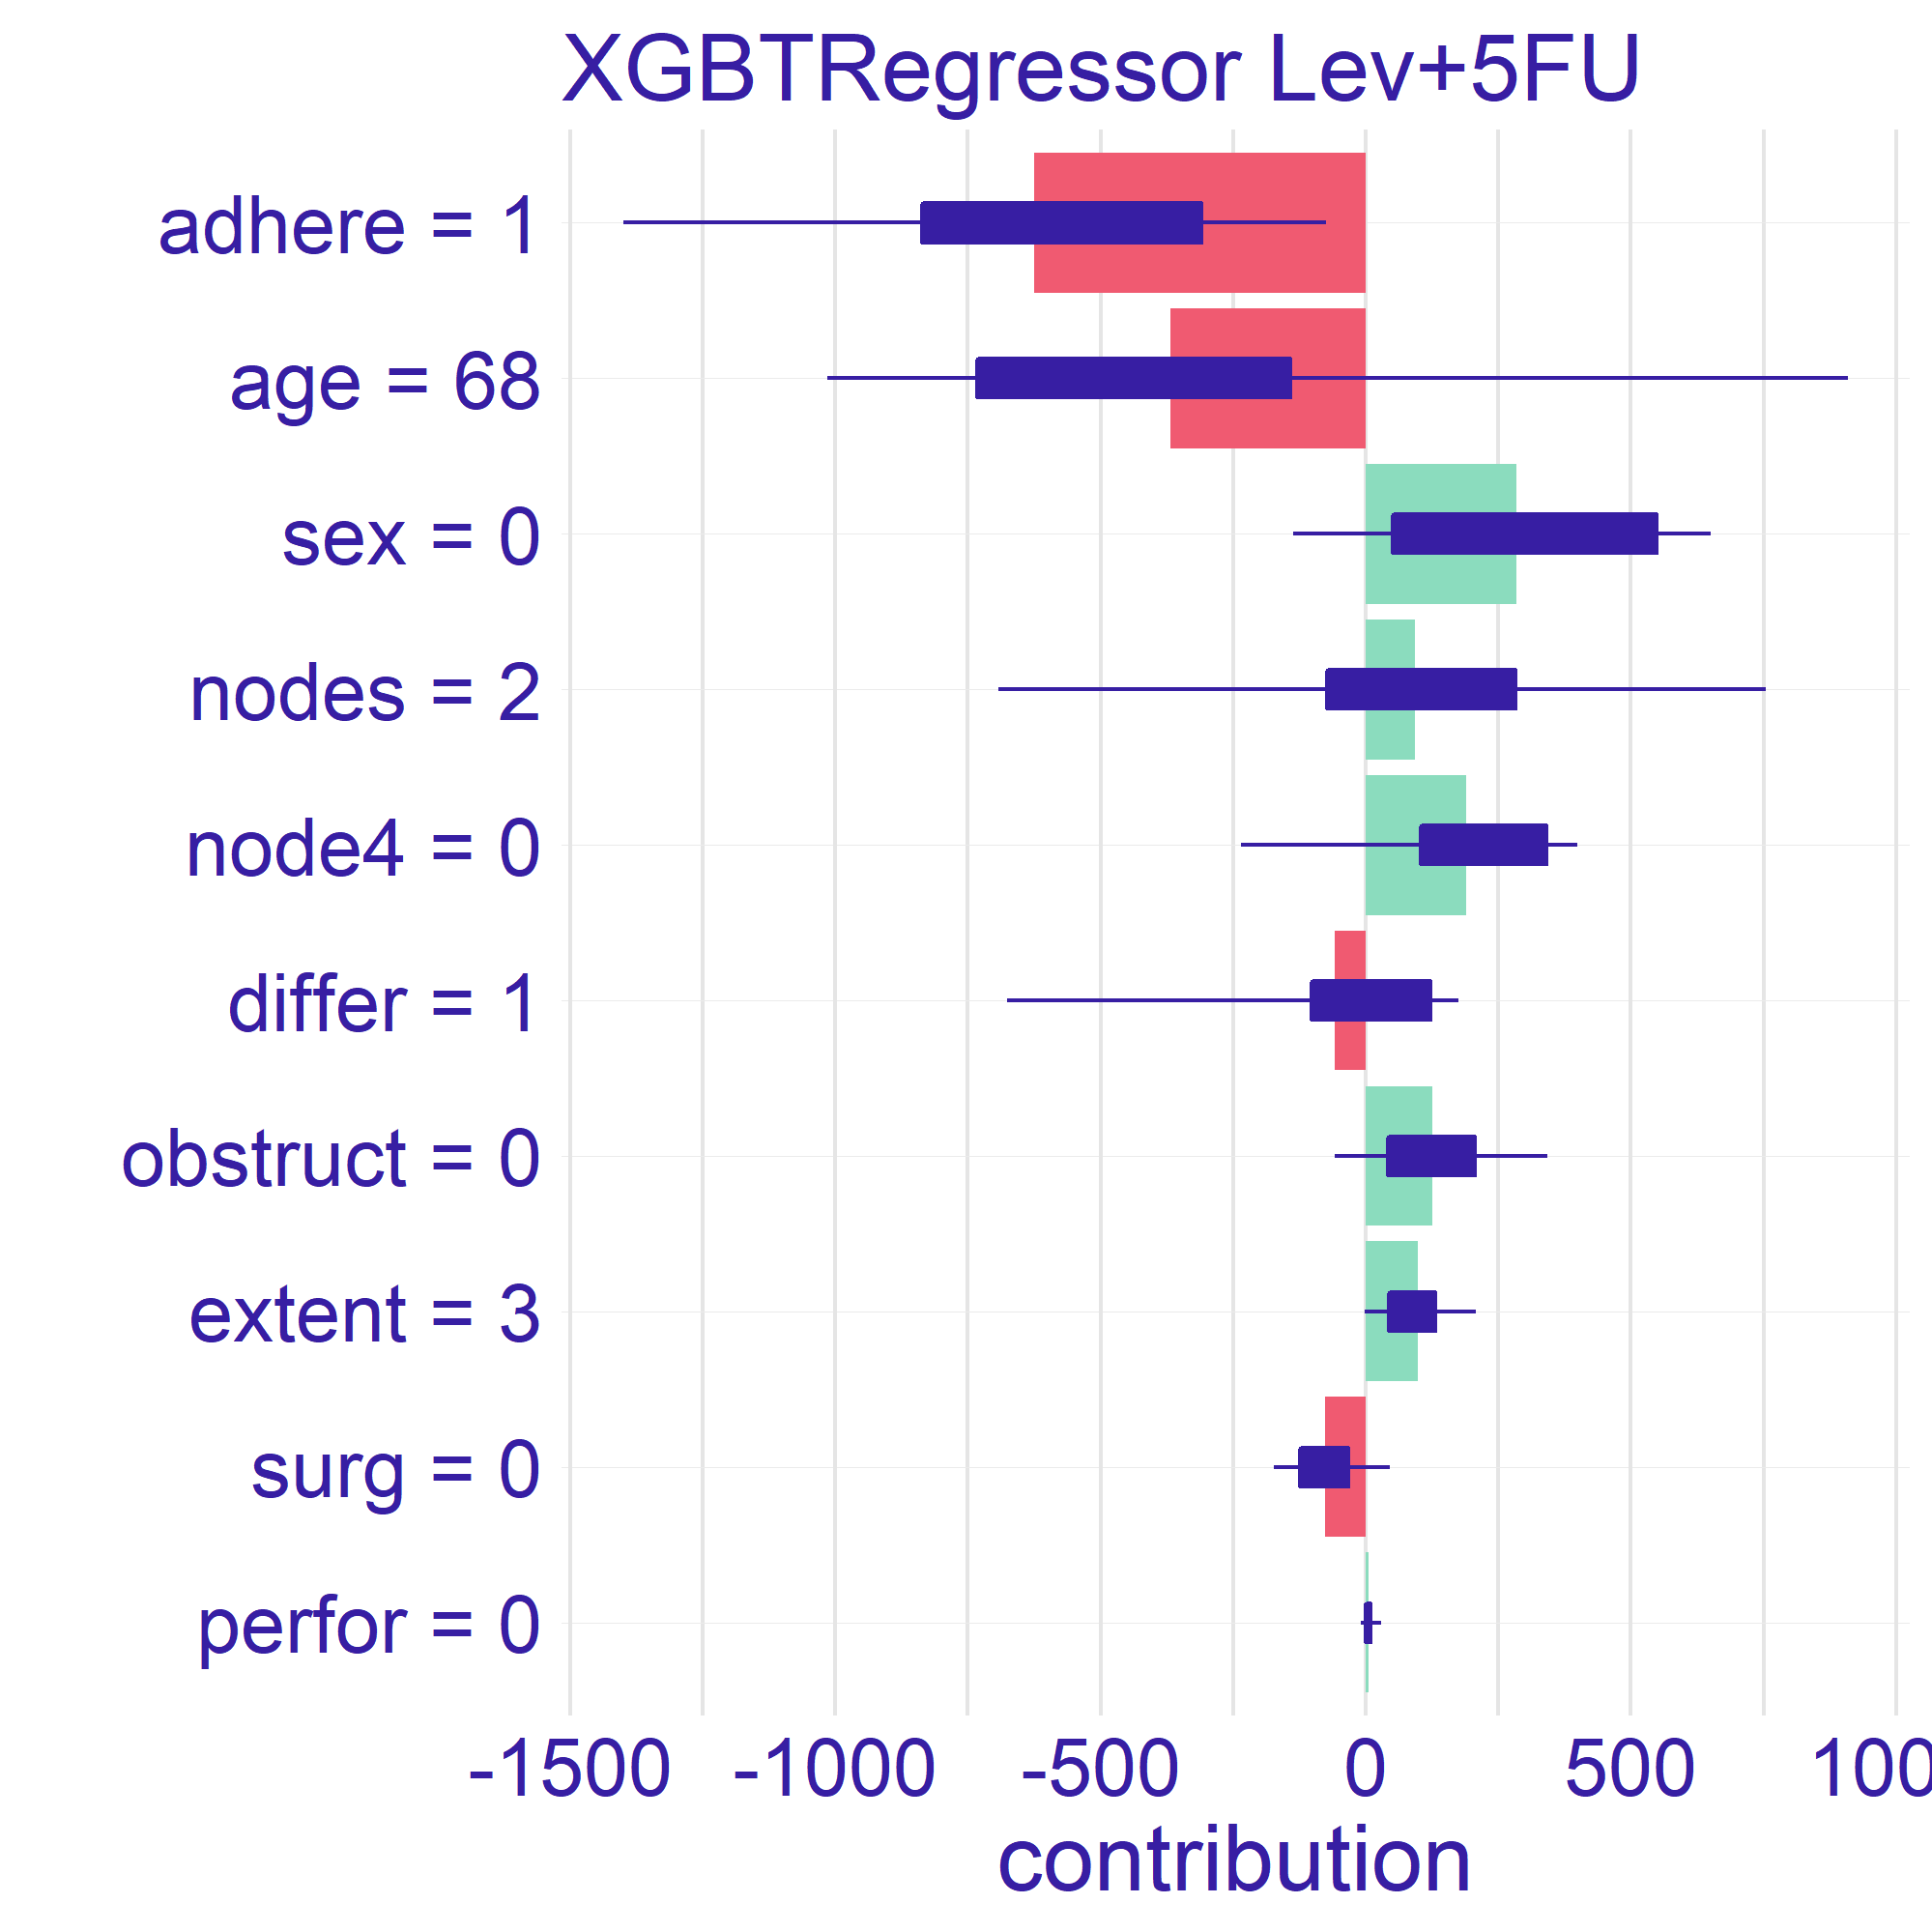 XGBTRegressor Lev+5FU
adhere = 1
age = 68
sex = 0
nodes = 2
node4 = 0
differ = 1
obstruct = 0
extent = 3
surg = 0
perfor = 0
-1500 -1000 -500 0 500 100
contribution